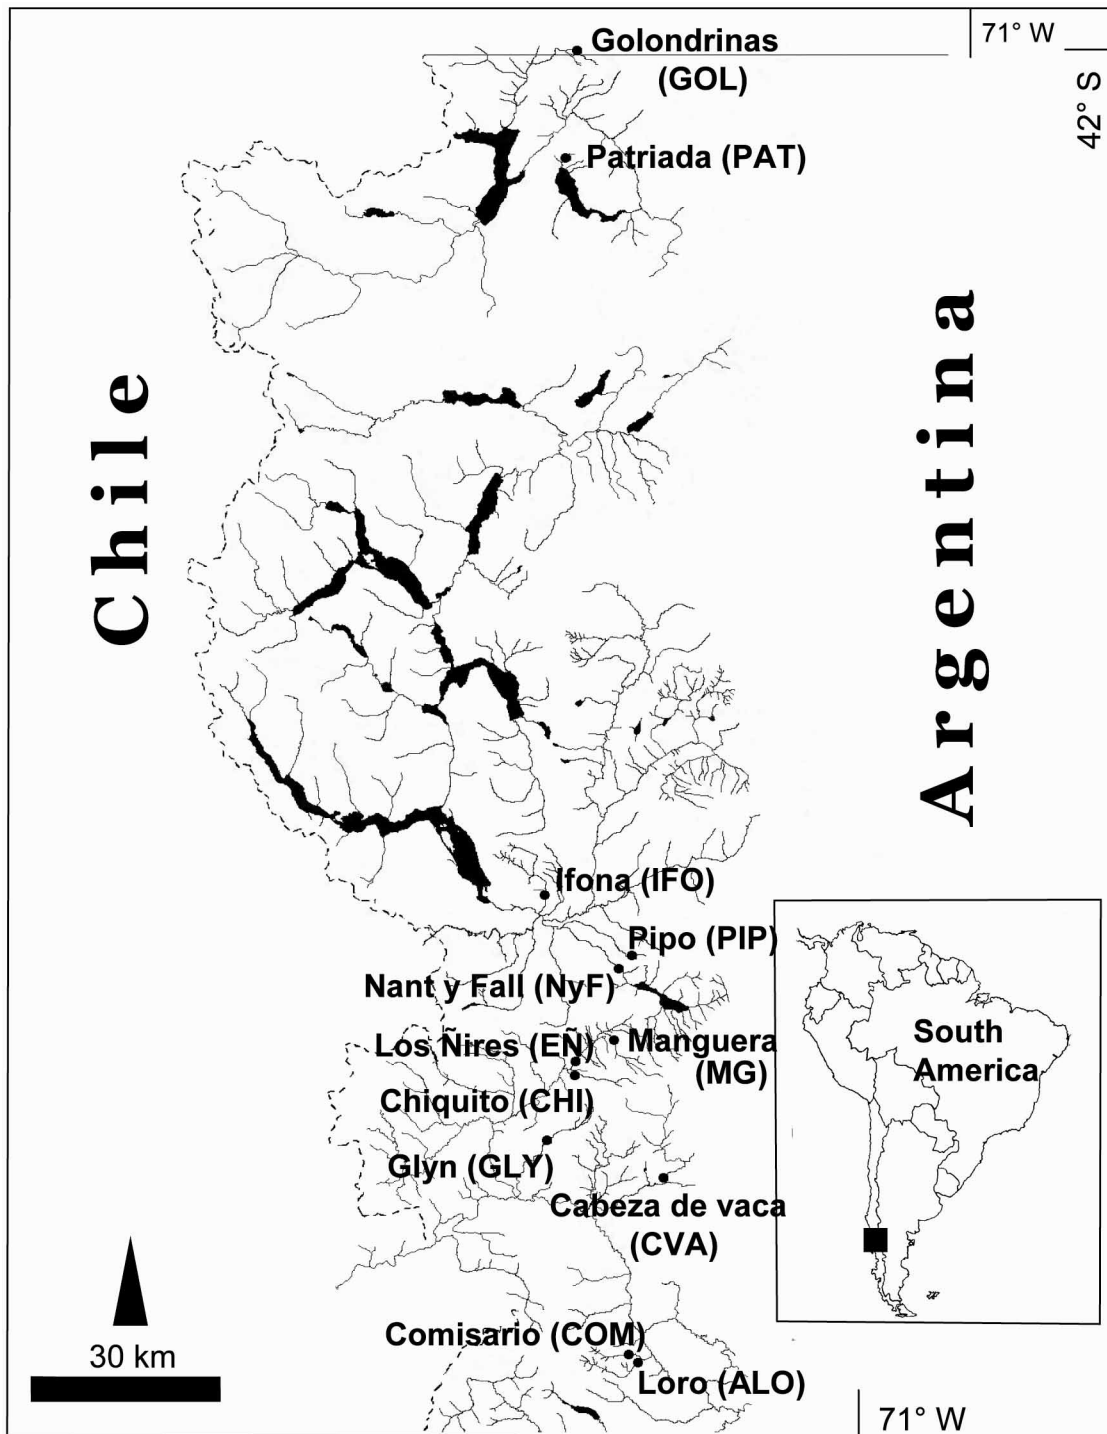 71° W
Golondrinas
(GOL)
42° S
Patriada (PAT)
Chile
Argentina
Ifona (IFO)
Pipo (PIP)
Nant y Fall (NyF)
Los Ñires (EÑ)
Manguera
(MG)
Chiquito (CHI)
Glyn (GLY)
Cabeza de vaca
(CVA)
South
America
Comisario (COM)
Loro (ALO)
30 km
71° W